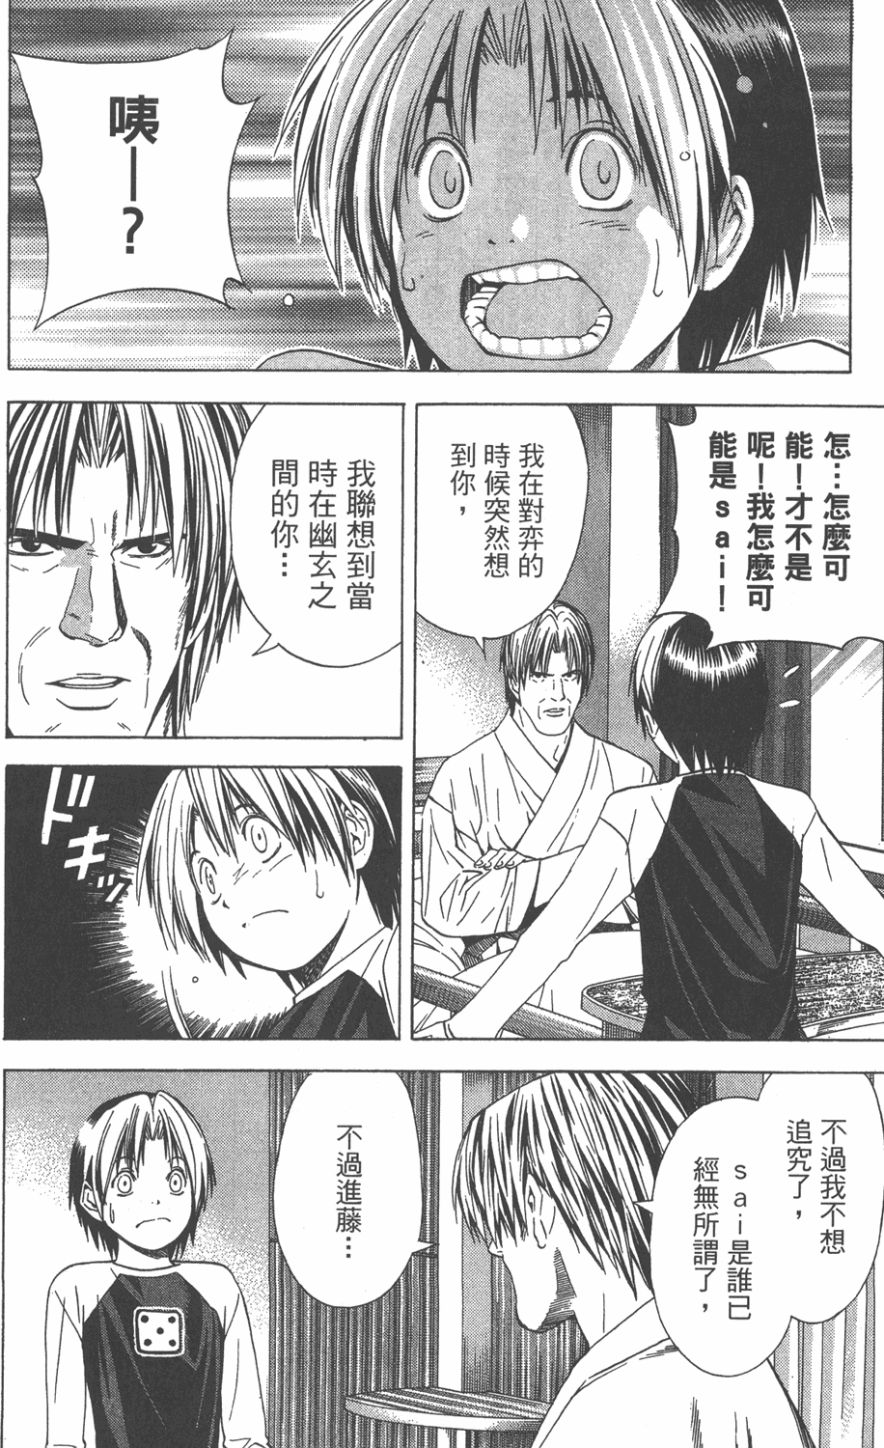 咦—？
怎…怎麼可
能！才不是
呢！我怎麼可
能是sai！
我在對弈的
時候突然想
到你，
我聯想到當
時在幽玄之
間的你…
ドキッ
不過我不想
追究了，
sai是誰已
經無所謂了，
不過進藤…